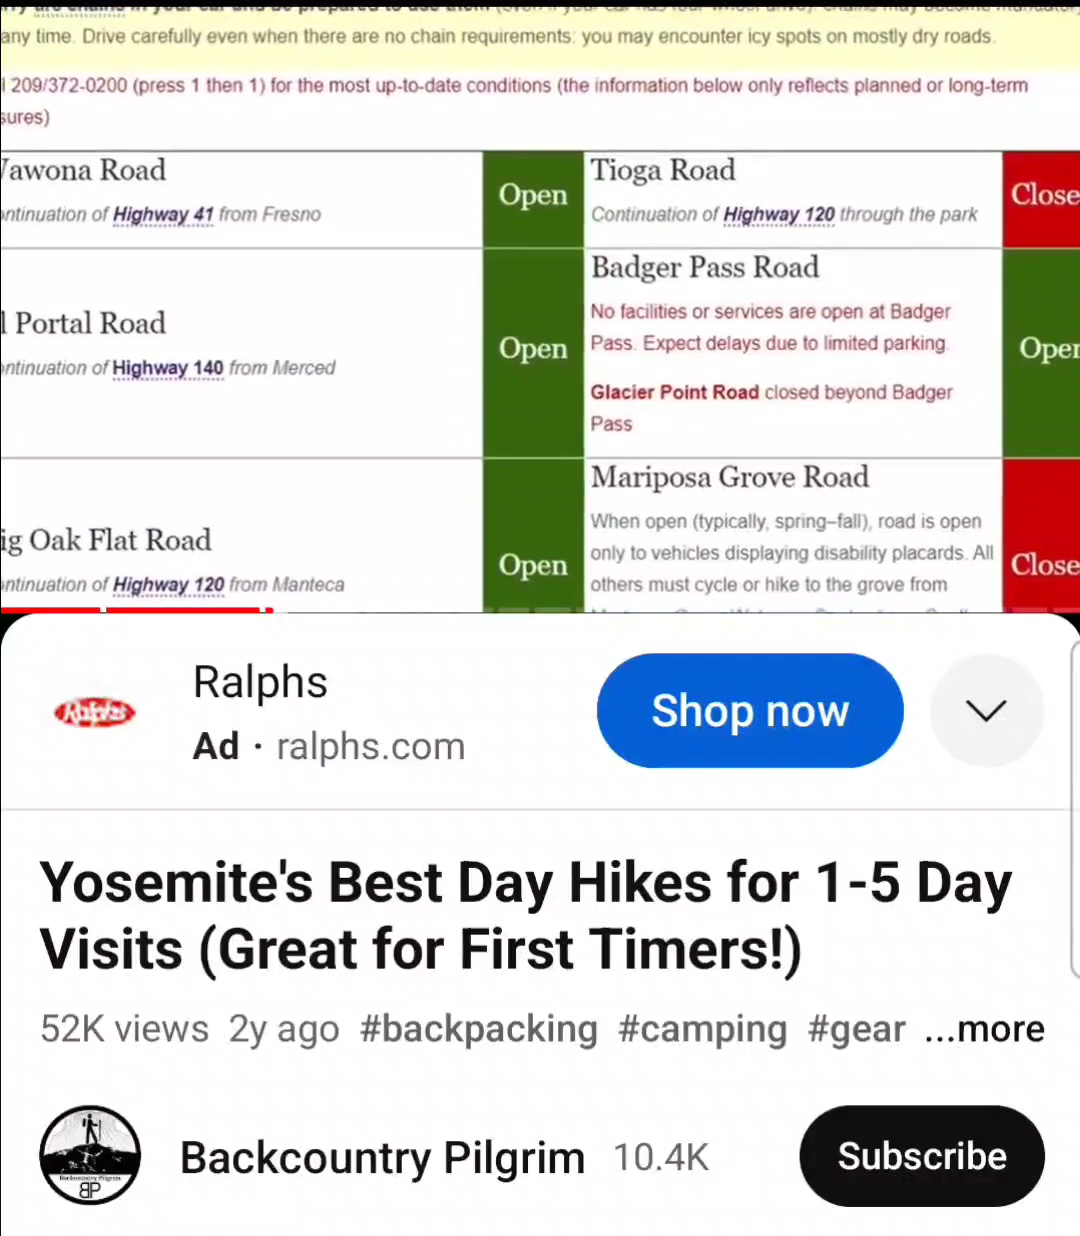 any time. Drive carefully even when there are no chain requirements: you may encounter icy spots on mostly dry roads.
209/372-0200 (press 1 then 1) for the most up-to-date conditions (the information below only reflects planned or long-term
sures)
awona Road
Open
Tioga Road
Close
ntinuation of Highway 41 from Fresno
Continuation of Highway 120 through the park
l Portal Road
ntinuation of Highway 140 from Merced
Open
Badger Pass Road
No facilities or services are open at Badger
Pass. Expect delays due to limited parking.
Glacier Point Road closed beyond Badger
Pass
Open
ig Oak Flat Road
ntinuation of Highway 120 from Manteca
Open
Mariposa Grove Road
When open (typically, spring–fall), road is open
only to vehicles displaying disability placards. All
others must cycle or hike to the grove from
Close
Ralphs
Ralphs
Ad · ralphs.com
Shop now
Yosemite's Best Day Hikes for 1-5 Day
Visits (Great for First Timers!)
52K views 2y ago #backpacking #camping #gear ...more
Backcountry Pilgrim 10.4K
BP
Subscribe